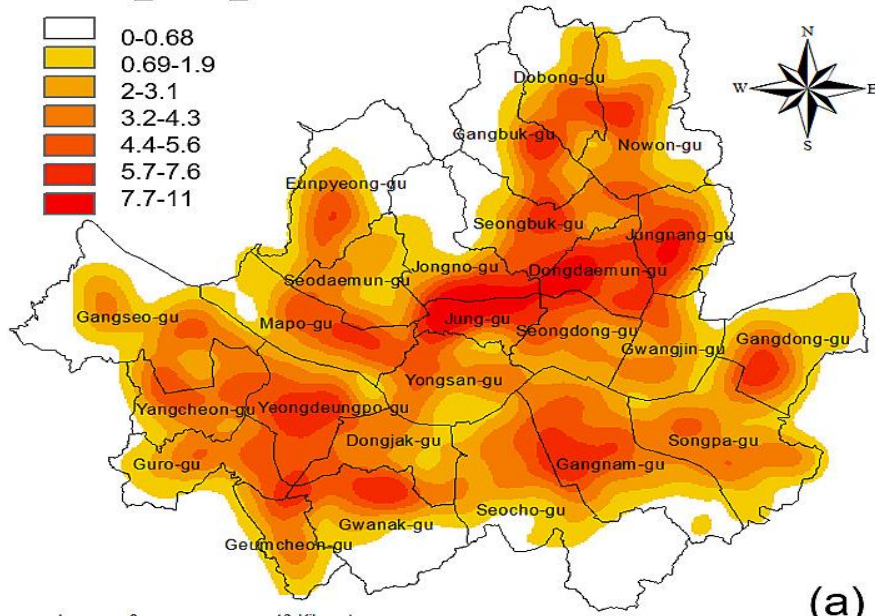 0-0.68
0.69-1.9
2-3.1
3.2-4.3
4.4-5.6
5.7-7.6
7.7-11
N
W E
S
Dobong-gu
Gangbuk-gu
Nowon-gu
Eunpyeong-gu
Seongbuk-gu
Jungnang-gu
Jongno-gu
Dongdaemun-gu
Seodaemun-gu
Gangseo-gu
Mapo-gu
Jung-gu
Seongdong-gu
Gwangjin-gu
Gangdong-gu
Yongsan-gu
Yangcheon-gu
Yeongdeungpo-gu
Dongjak-gu
Songpa-gu
Guro-gu
Gangnam-gu
Seocho-gu
Gwanak-gu
Geumcheon-gu
(a)